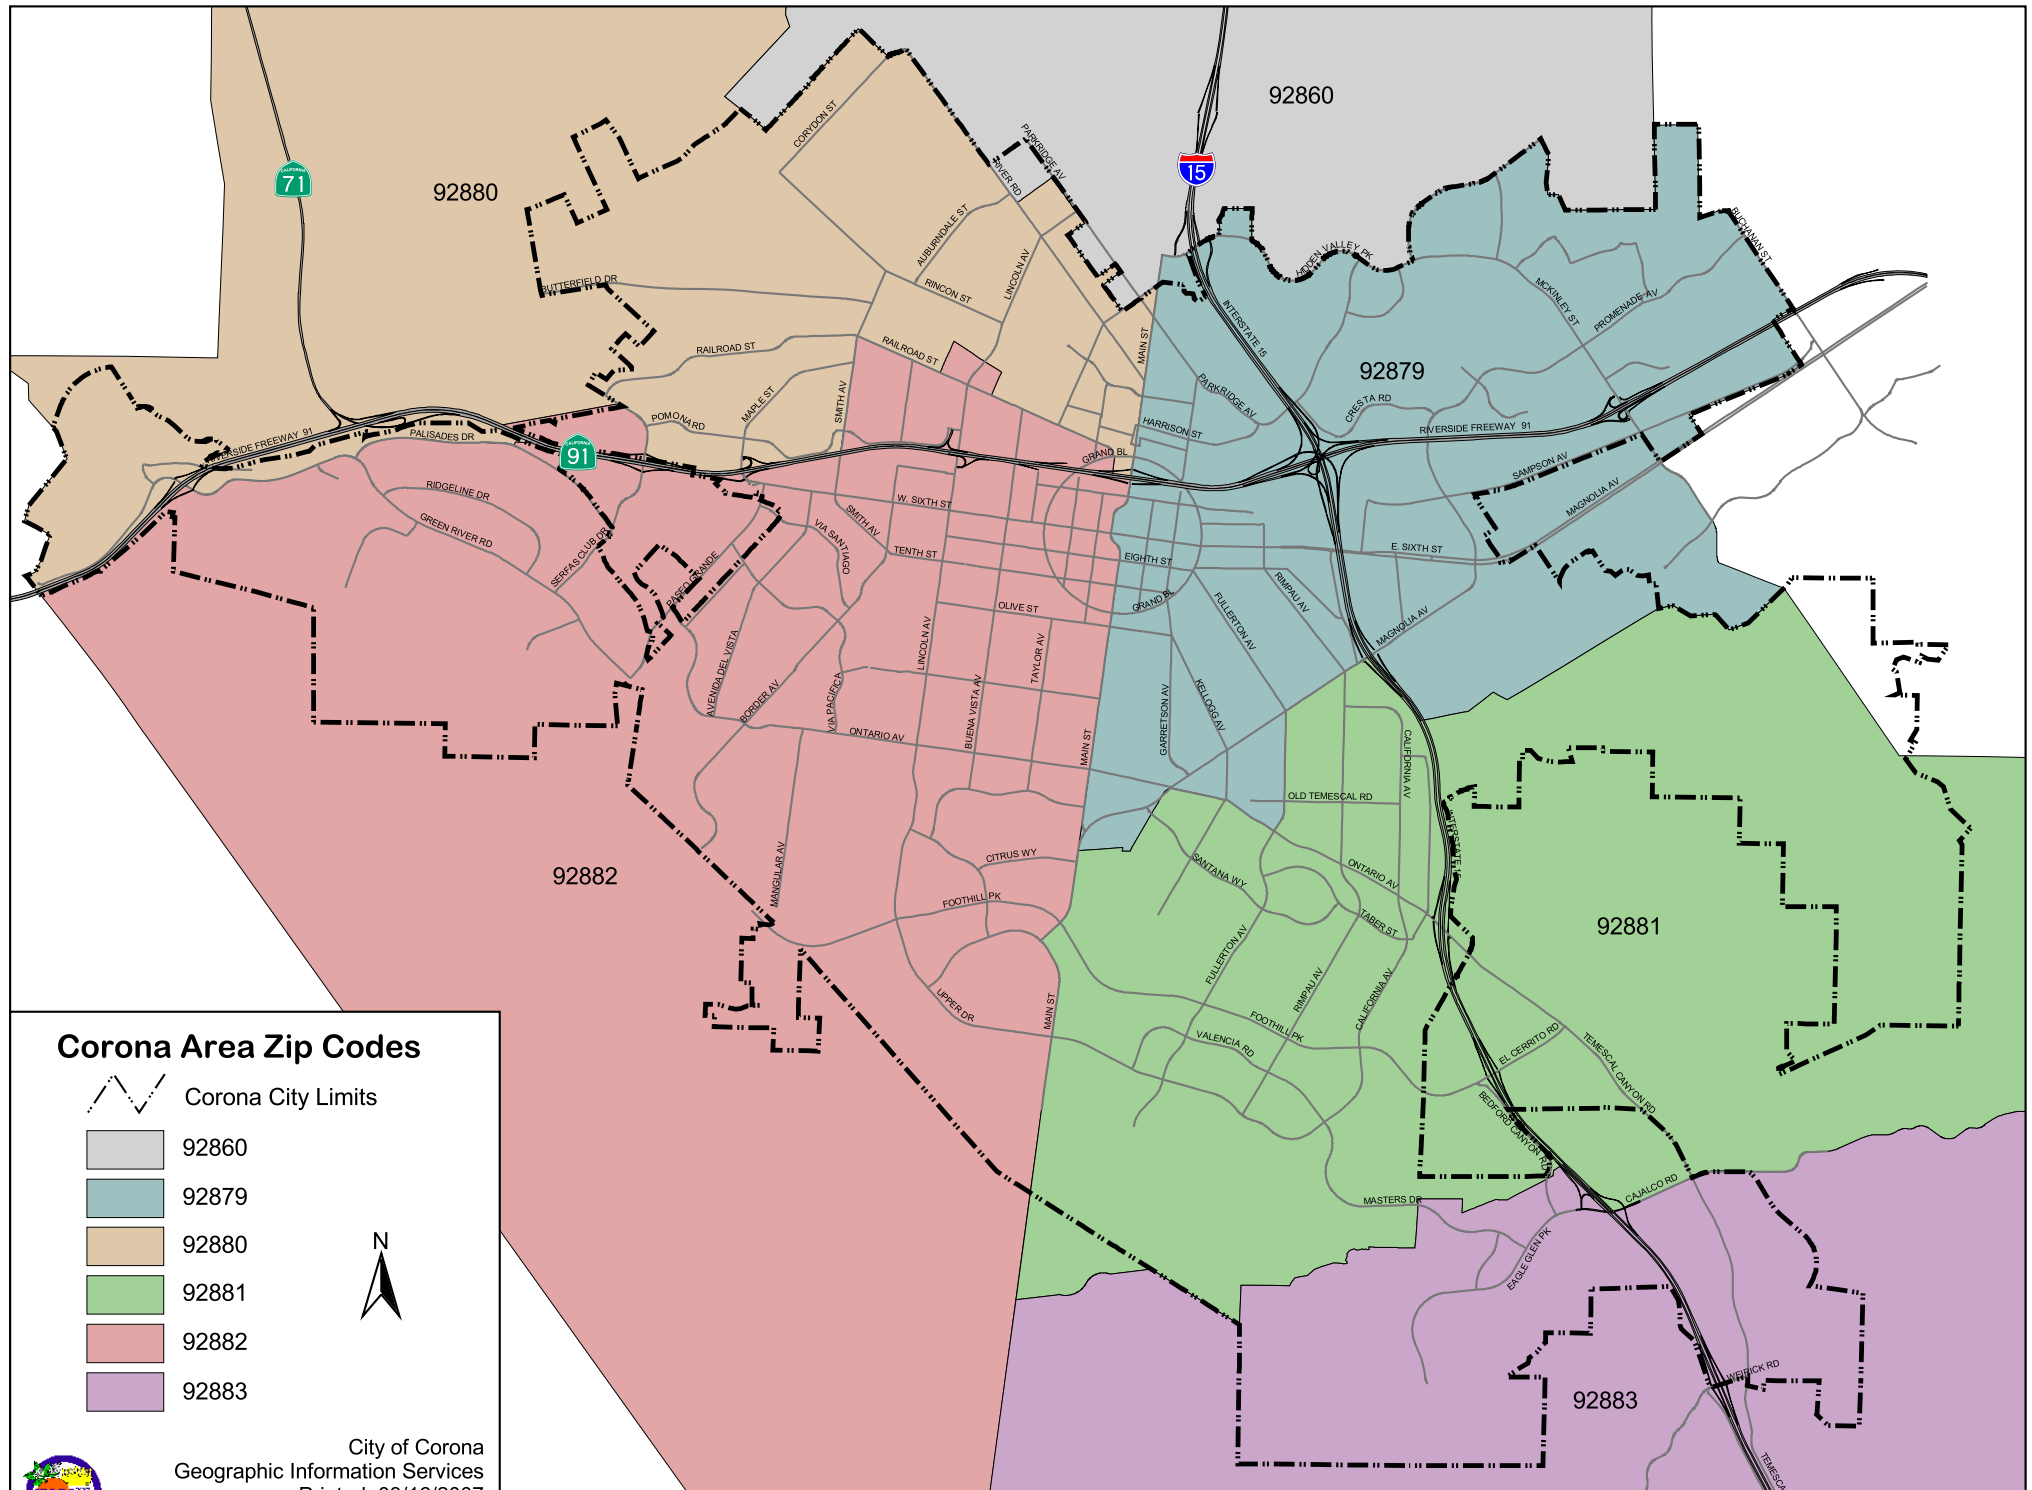 92860
CORYDON ST
PARKRIDGE AV
RIVER RD
CALIFORNIA
71
15
92880
AUBURNDALE ST
LINCOLN AV
RINCON ST
BUTTERFIELD DR
HIDDEN VALLEY PK
BUCHANAN ST
MCKINLEY ST
PROMENADE AV
INTERSTATE 15
MAIN ST
RAILROAD ST
RAILROAD ST
92879
PARKRIDGE AV
CRESTA RD
MAPLE ST
SMITH AV
POMONA RD
HARRISON ST
RIVERSIDE FREEWAY 91
RIVERSIDE FREEWAY 91
PALISADES DR
CALIFORNIA
91
GRAND BL
SAMPSON AV
MAGNOLIA AV
RIDGELINE DR
GREEN RIVER RD
W. SIXTH ST
SMITH AV
VIA SANTIAGO
TENTH ST
EIGHTH ST
E. SIXTH ST
SERFAS CLUB DR
PASEO GRANDE
OLIVE ST
GRAND BL
FULLERTON AV
RIMPAU AV
MAGNOLIA AV
AVENIDA DEL VISTA
BORDER AV
VIA PACIFICA
LINCOLN AV
TAYLOR AV
BUENA VISTA AV
GARRETSON AV
KELLOGG AV
ONTARIO AV
MAIN ST
CALIFORNIA AV
OLD TEMESCAL RD
INTERSTATE 15
92882
MANGULAR AV
CITRUS WY
SANTANA WY
ONTARIO AV
FOOTHILL PK
TABER ST
92881
FULLERTON AV
RIMPAU AV
CALIFORNIA AV
UPPER DR
MAIN ST
FOOTHILL PK
VALENCIA RD
EL CERRITO RD
TEMESCAL CANYON RD
BEDFORD CANYON RD
MASTERS DR
CAJALCO RD
EAGLE GLEN PK
WEIRICK RD
92883
TEMESCA
Corona Area Zip Codes
Corona City Limits
92860
92879
92880
92881
92882
92883
N
City of Corona
Geographic Information Services